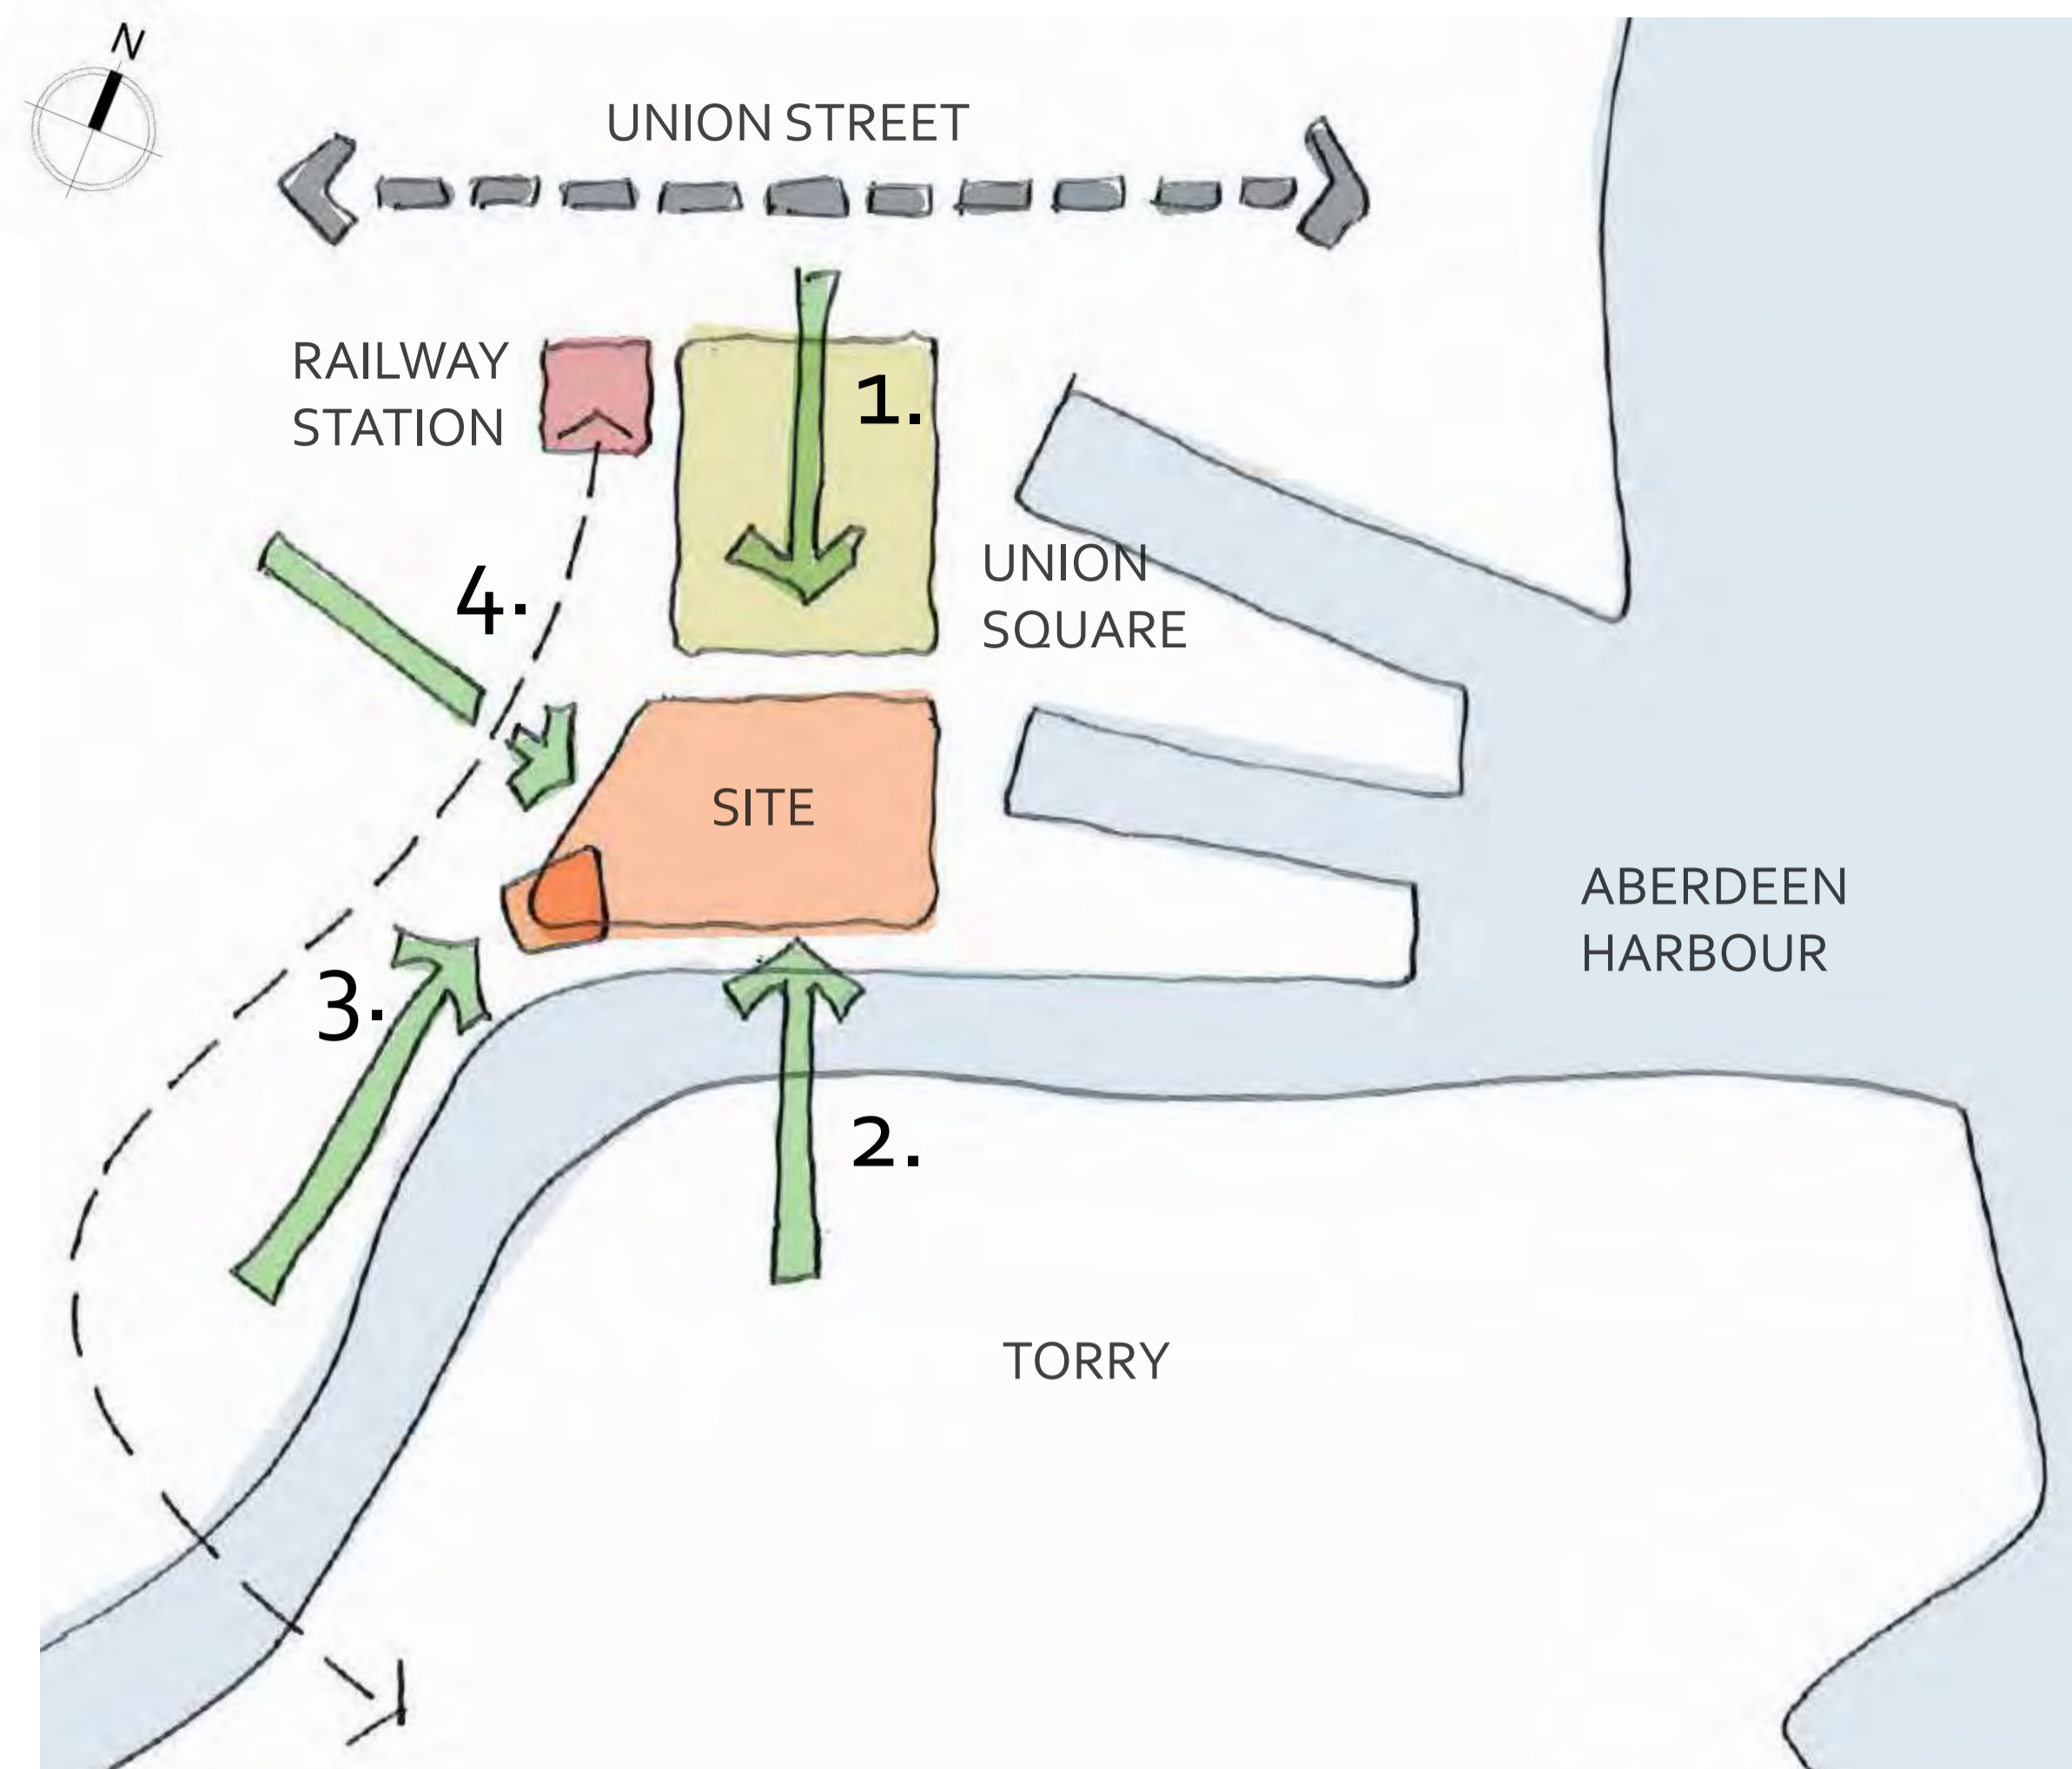 N
UNION STREET
RAILWAY
STATION
1.
4.
UNION
SQUARE
SITE
ABERDEEN
HARBOUR
3.
2.
TORRY